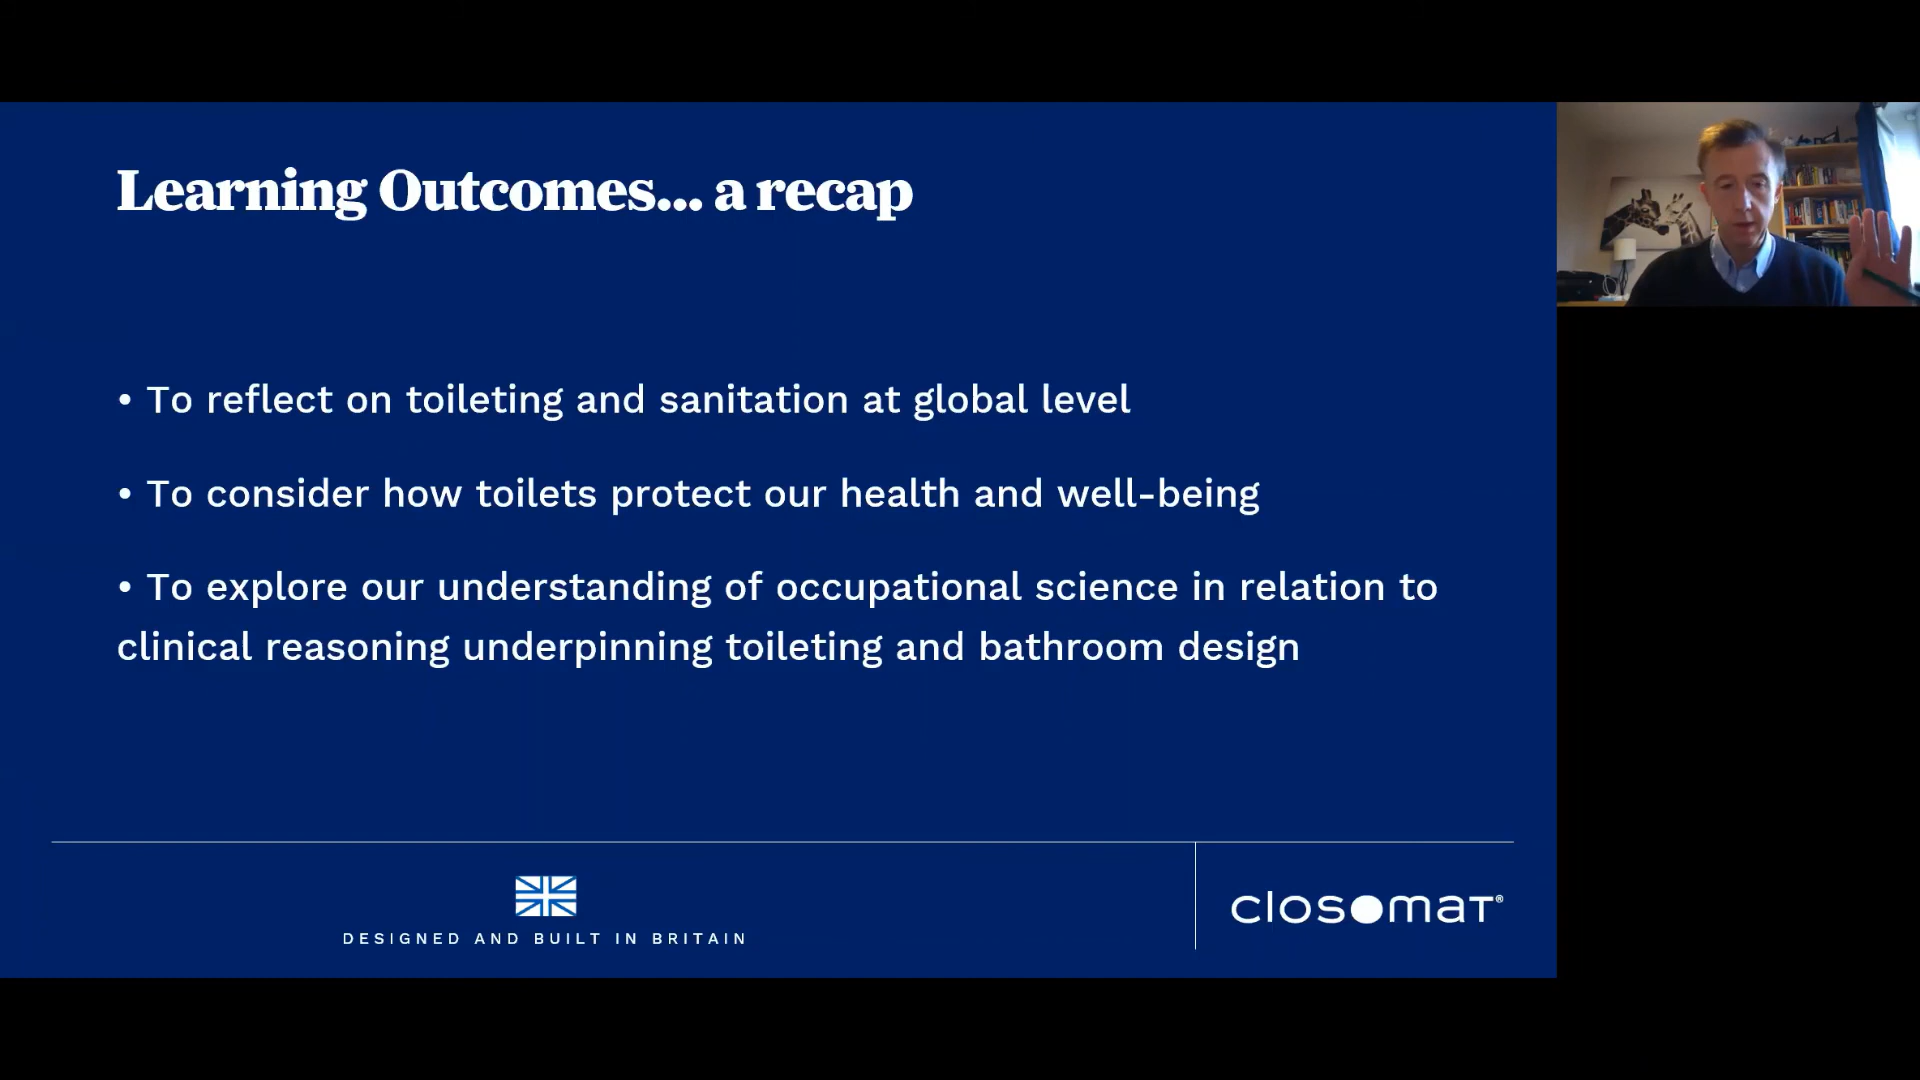 Learning Outcomes... a recap
• To reflect on toileting and sanitation at global level
• To consider how toilets protect our health and well-being
• To explore our understanding of occupational science in relation to
clinical reasoning underpinning toileting and bathroom design
DESIGNED AND BUILT IN BRITAIN
closomat®